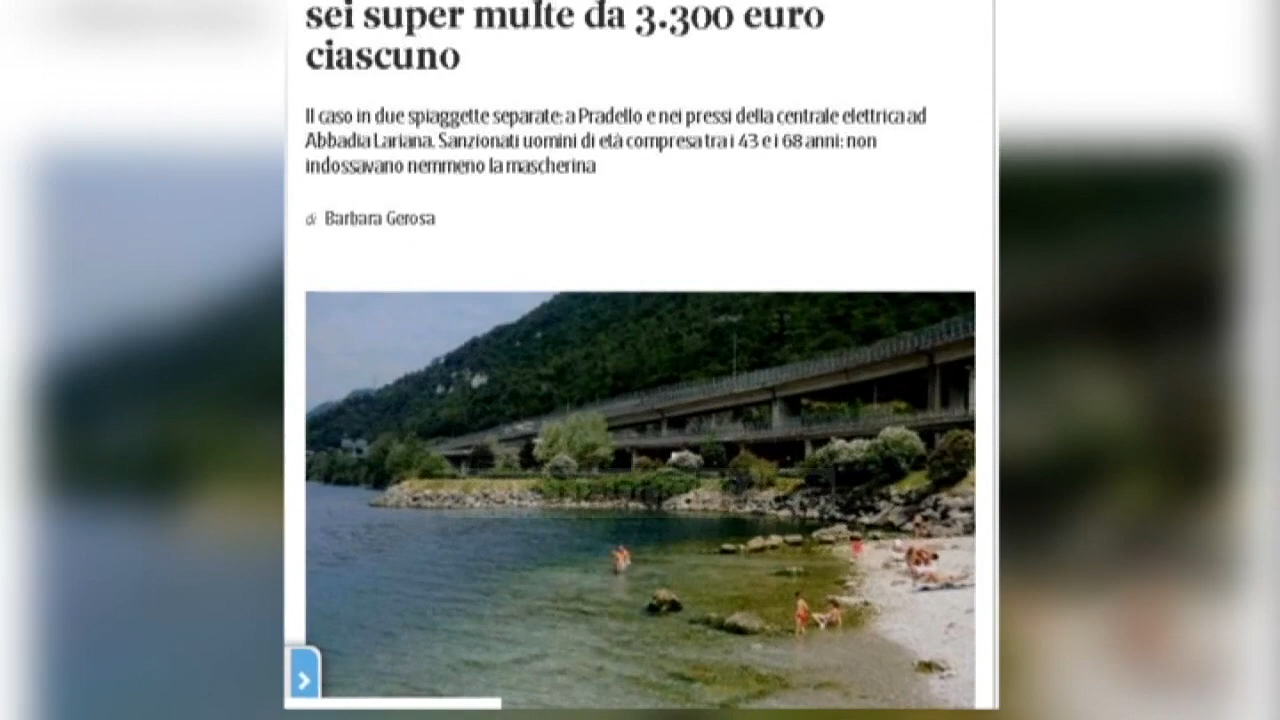 sei super multe da 3.300 euro
ciascuno
Il caso in due spiaggette separate: a Pradello e nei pressi della centrale elettrica ad
Abbadia Lariana. Sanzionati uomini di età compresa tra i 43 e i 68 anni: non
indossavano nemmeno la mascherina
di Barbara Gerosa